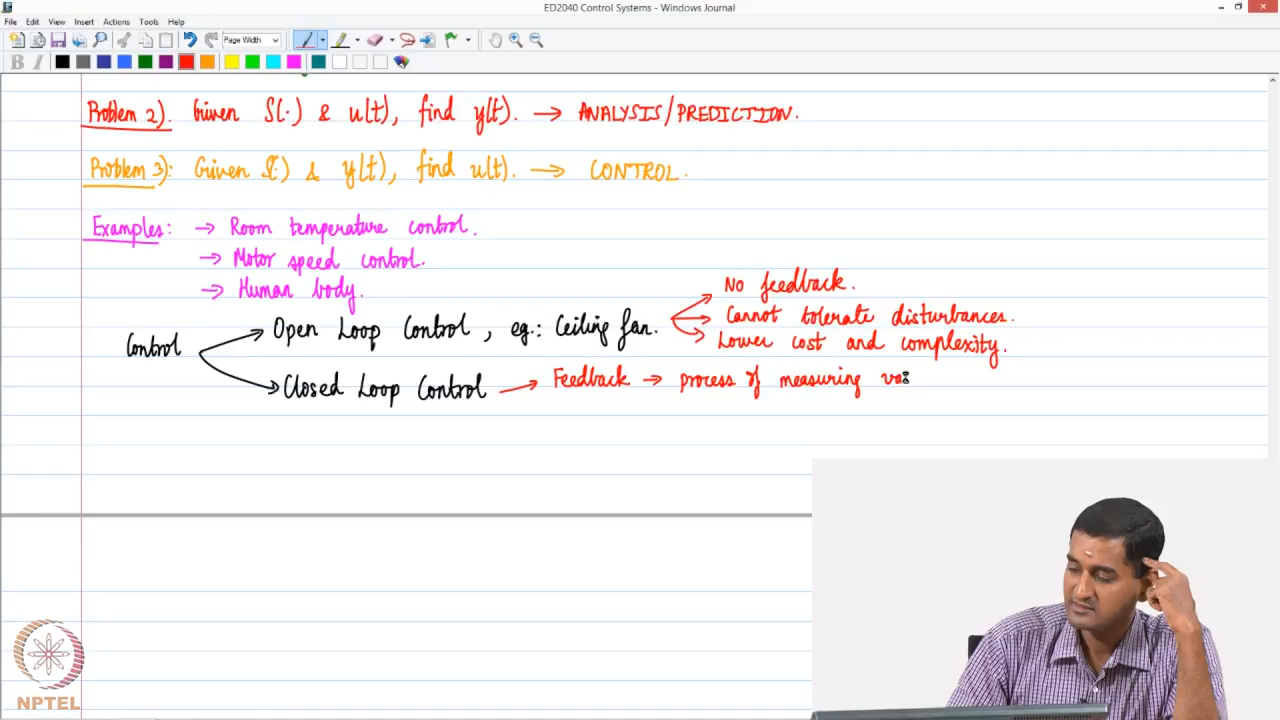 ED2040 Control Systems - Windows Journal
File Edit View Insert Actions Tools Help
Page Width
B I
Problem 2). Given S(·) & u(t), find y(t). → ANALYSIS/PREDICTION.
Problem 3): Given S(·) & y(t), find u(t). → CONTROL.
Examples: → Room temperature control.
→ Motor speed control.
→ Human body.
No feedback.
Control Open Loop Control, eg.: Ceiling fan. Cannot tolerate disturbances.
Lower cost and complexity.
Closed Loop Control → Feedback → process of measuring
NPTEL